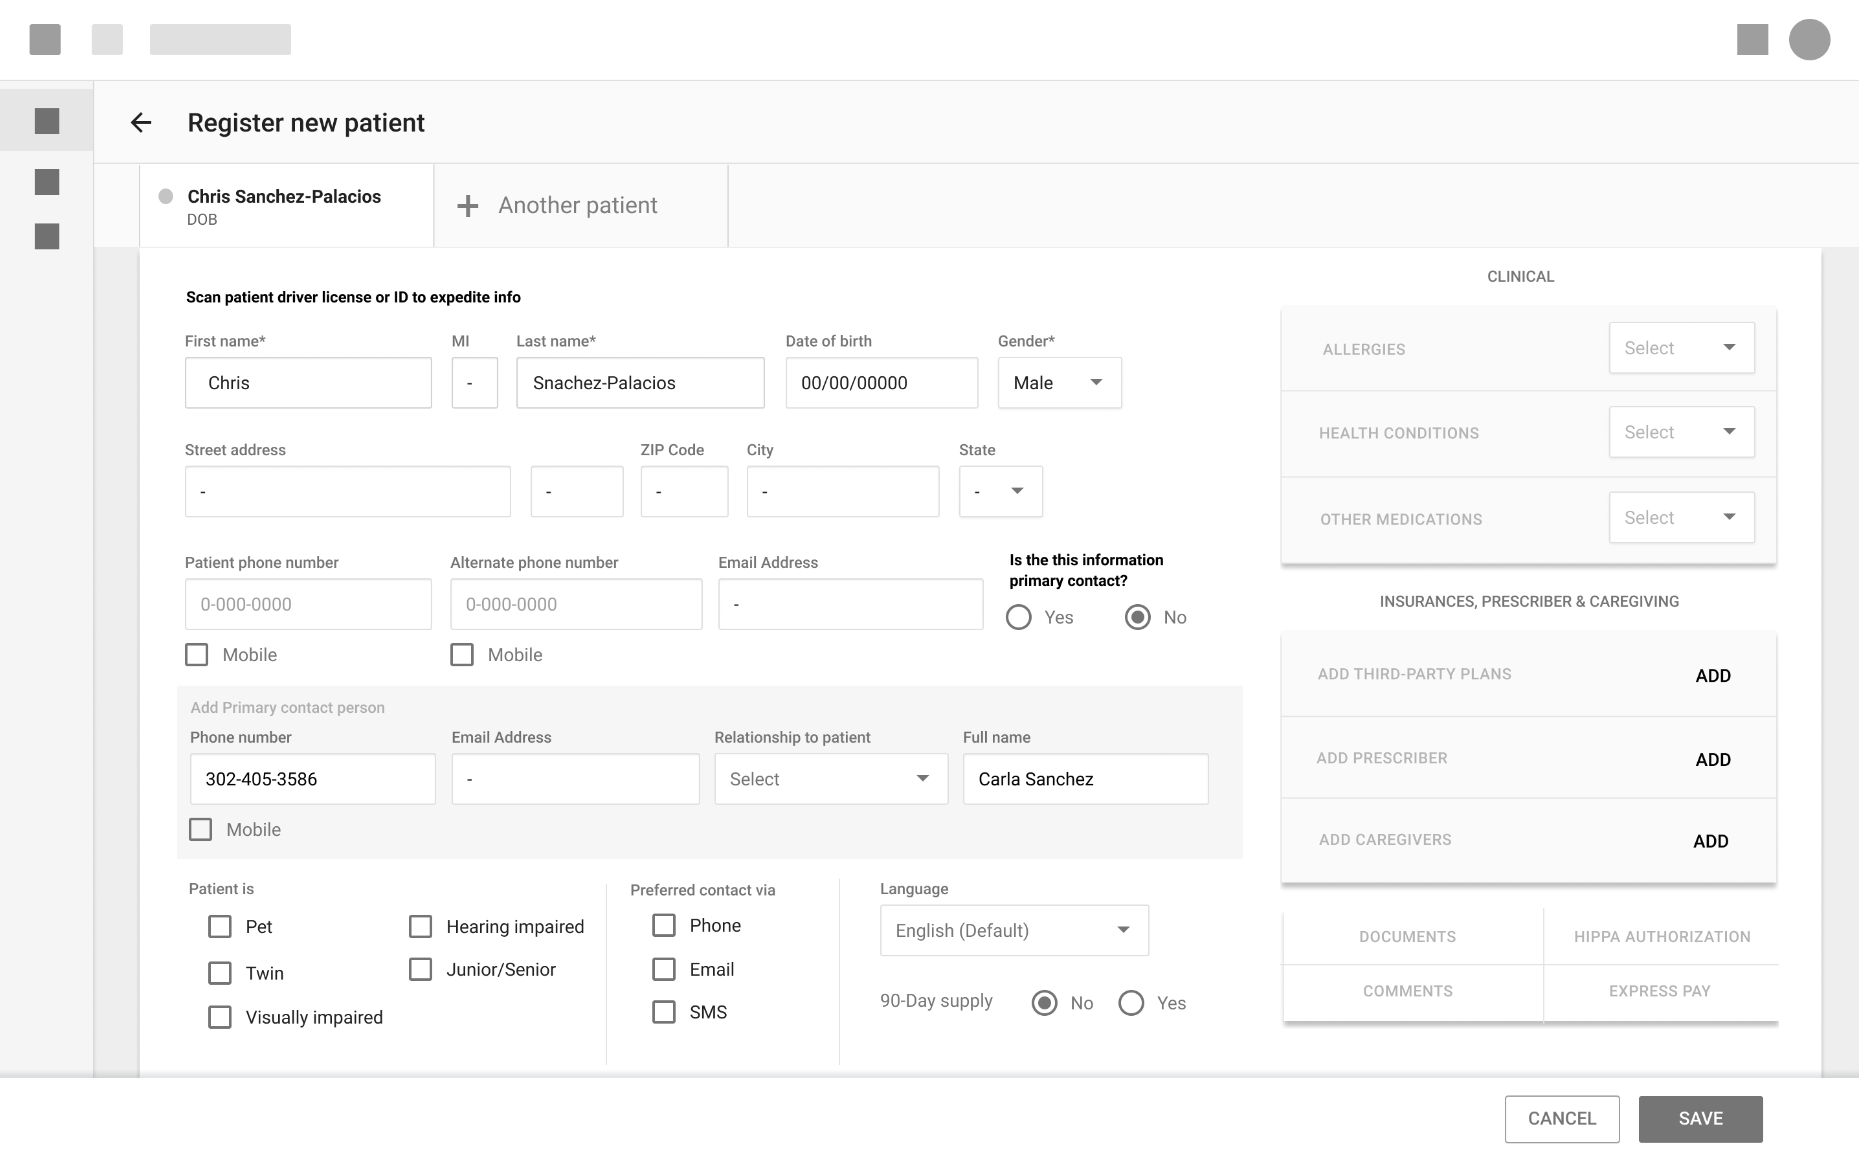 Register new patient
Chris Sanchez-Palacios
DOB
+ Another patient
Scan patient driver license or ID to expedite info
First name* MI Last name* Date of birth Gender*
Chris - Snachez-Palacios 00/00/00000 Male
Street address ZIP Code City State
- - - - -
Patient phone number Alternate phone number Email Address
0-000-0000 0-000-0000 -
Mobile Mobile
Is the this information
primary contact?
Yes No
Add Primary contact person
Phone number Email Address Relationship to patient Full name
302-405-3586 - Select Carla Sanchez
Mobile
Patient is
Pet
Twin
Visually impaired
Hearing impaired
Junior/Senior
Preferred contact via
Phone
Email
SMS
Language
English (Default)
90-Day supply No Yes
CLINICAL
ALLERGIES Select
HEALTH CONDITIONS Select
OTHER MEDICATIONS Select
INSURANCES, PRESCRIBER & CAREGIVING
ADD THIRD-PARTY PLANS ADD
ADD PRESCRIBER ADD
ADD CAREGIVERS ADD
DOCUMENTS HIPPA AUTHORIZATION
COMMENTS EXPRESS PAY
CANCEL SAVE